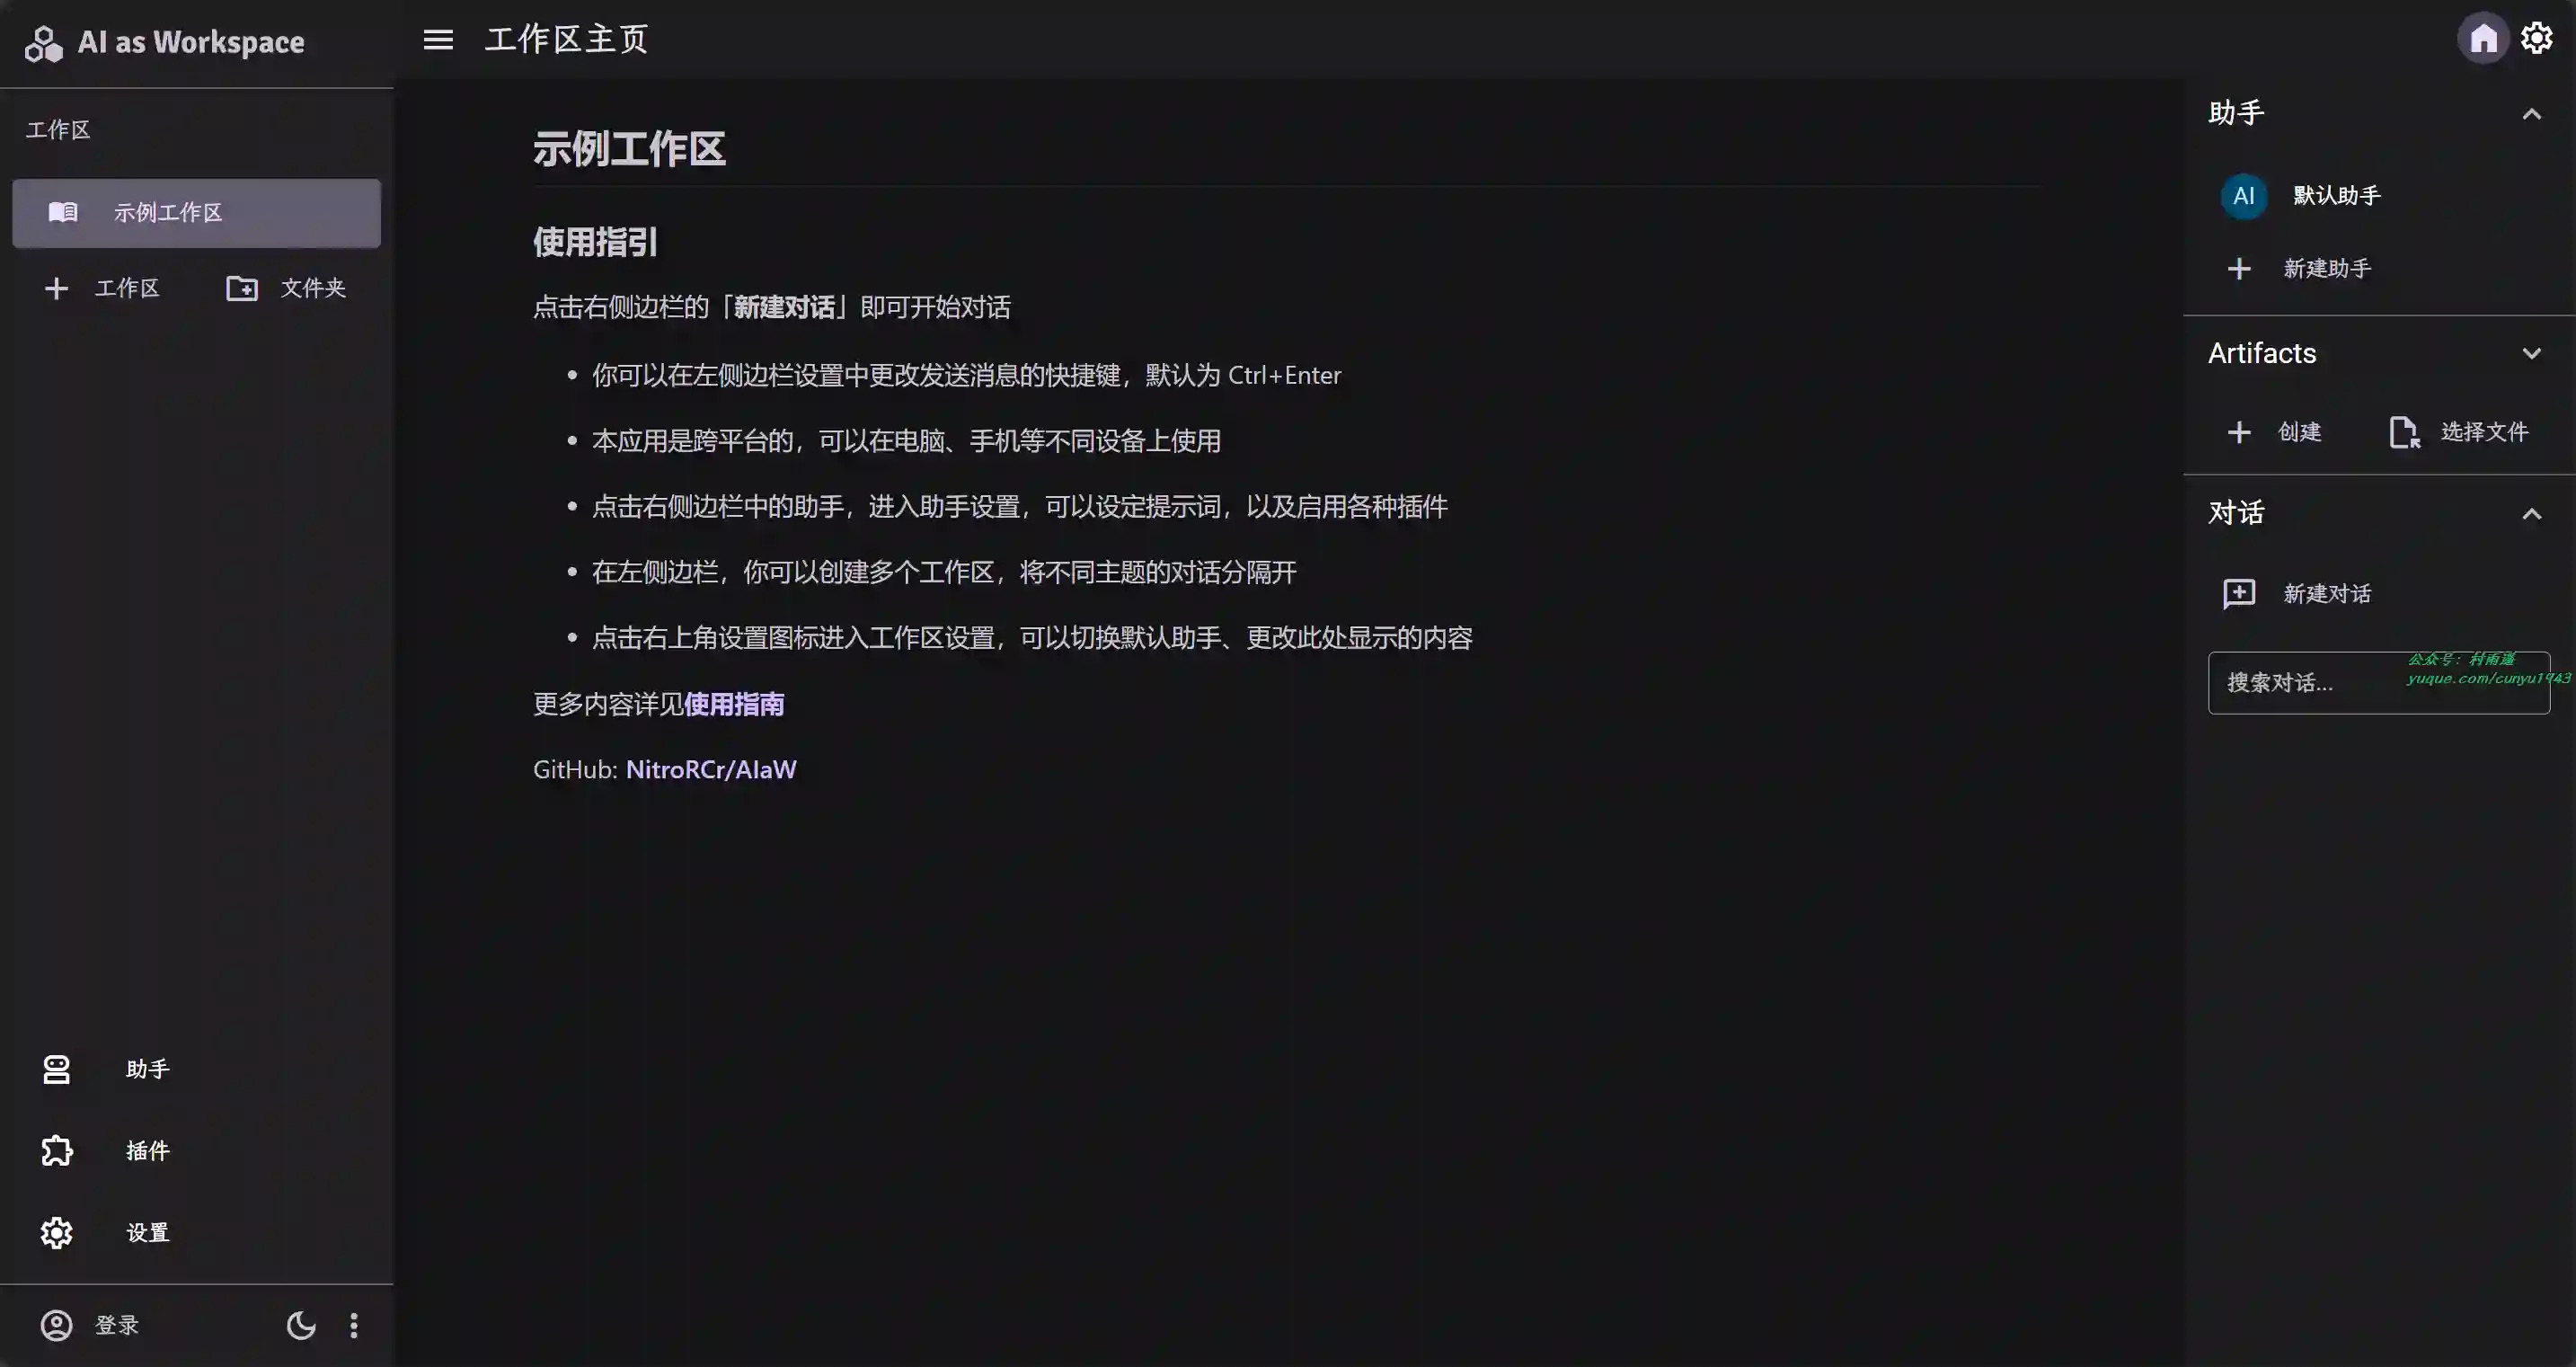 AI as Workspace
工作区
示例工作区
工作区
文件夹
助手
插件
设置
登录
工作区主页
示例工作区
使用指引
点击右侧边栏的「新建对话」即可开始对话
你可以在左侧边栏设置中更改发送消息的快捷键，默认为 Ctrl+Enter
本应用是跨平台的，可以在电脑、手机等不同设备上使用
点击右侧边栏中的助手，进入助手设置，可以设定提示词，以及启用各种插件
在左侧边栏，你可以创建多个工作区，将不同主题的对话分隔开
点击右上角设置图标进入工作区设置，可以切换默认助手、更改此处显示的内容
更多内容详见使用指南
GitHub: NitroRCr/AIaW
助手
AI 默认助手
新建助手
Artifacts
创建
选择文件
对话
新建对话
搜索对话...
公众号：村雨遥
yuque.com/cunyu1943